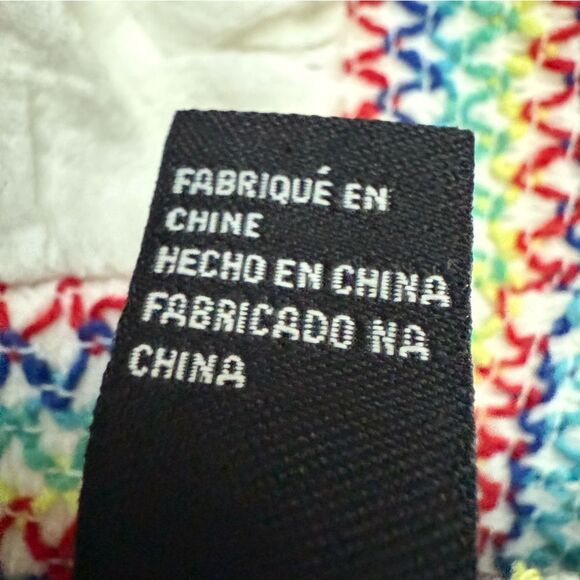 FABRIQUÉ EN
CHINE
HECHO EN CHINA
FABRICADO NA
CHINA